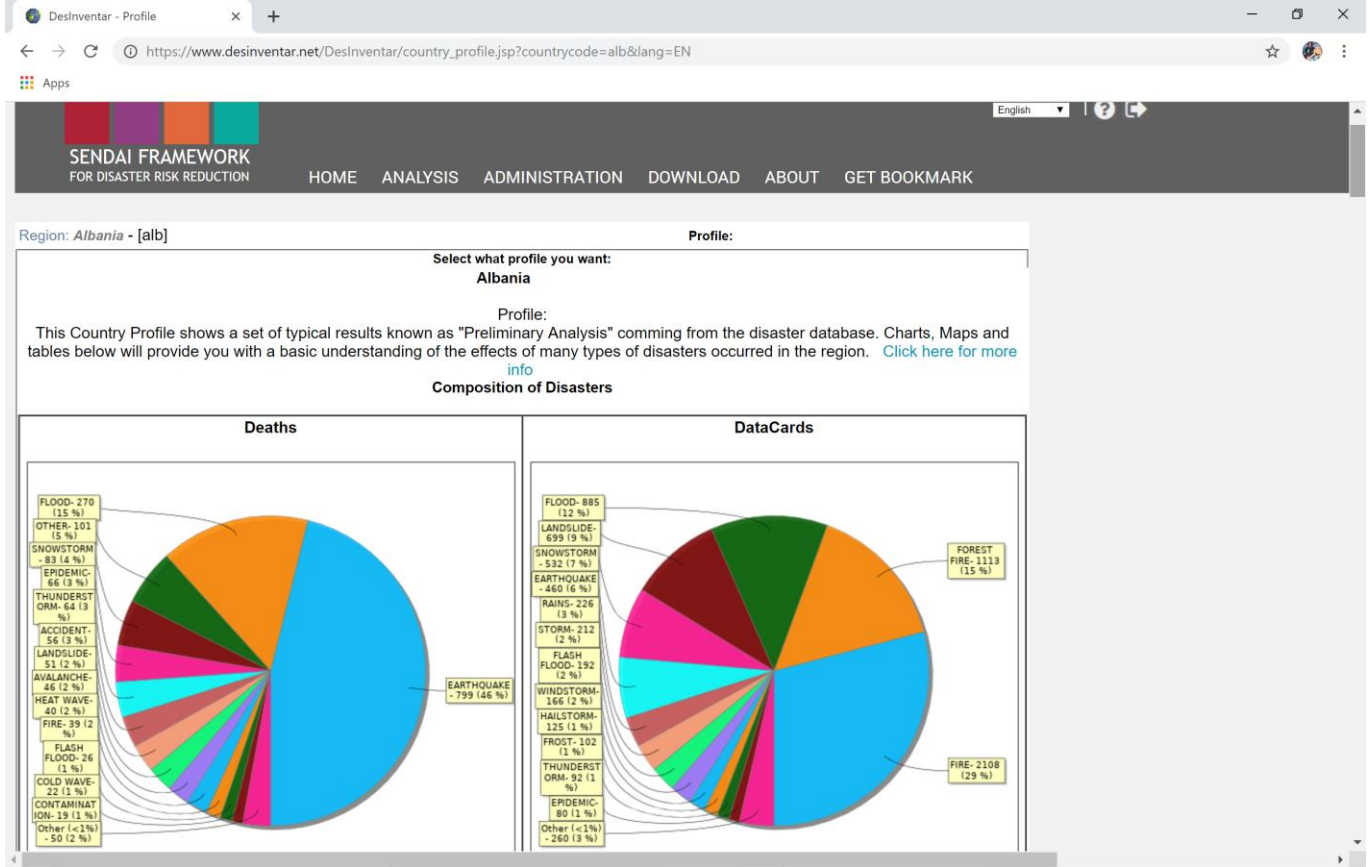 DesInventar - Profile
https://www.desinventar.net/DesInventar/country_profile.jsp?countrycode=alb&lang=EN
Apps
English
SENDAI FRAMEWORK
FOR DISASTER RISK REDUCTION
HOME ANALYSIS ADMINISTRATION DOWNLOAD ABOUT GET BOOKMARK
Region: Albania - [alb]
Profile:
Select what profile you want:
Albania
Profile:
This Country Profile shows a set of typical results known as "Preliminary Analysis" comming from the disaster database. Charts, Maps and
tables below will provide you with a basic understanding of the effects of many types of disasters occurred in the region. Click here for more
info
Composition of Disasters
Deaths
FLOOD- 270
(15 %)
OTHER- 101
(5 %)
SNOWSTORM
- 83 (4 %)
EPIDEMIC-
66 (3 %)
THUNDERST
ORM- 64 (3
%)
ACCIDENT-
56 (3 %)
LANDSLIDE-
51 (2 %)
AVALANCHE-
46 (2 %)
HEAT WAVE-
40 (2 %)
FIRE- 39 (2
%)
FLASH
FLOOD- 26
(1 %)
COLD WAVE-
22 (1 %)
CONTAMINAT
ION- 19 (1 %)
Other (<1%)
- 50 (2 %)
EARTHQUAKE
- 799 (46 %)
DataCards
FLOOD- 885
(12 %)
LANDSLIDE-
699 (9 %)
SNOWSTORM
- 532 (7 %)
EARTHQUAKE
- 460 (6 %)
RAINS- 226
(3 %)
STORM- 212
(2 %)
FLASH
FLOOD- 192
(2 %)
WINDSTORM-
166 (2 %)
HAILSTORM-
125 (1 %)
FROST- 102
(1 %)
THUNDERST
ORM- 92 (1
%)
EPIDEMIC-
80 (1 %)
Other (<1%)
- 260 (3 %)
FOREST
FIRE- 1113
(15 %)
FIRE- 2108
(29 %)